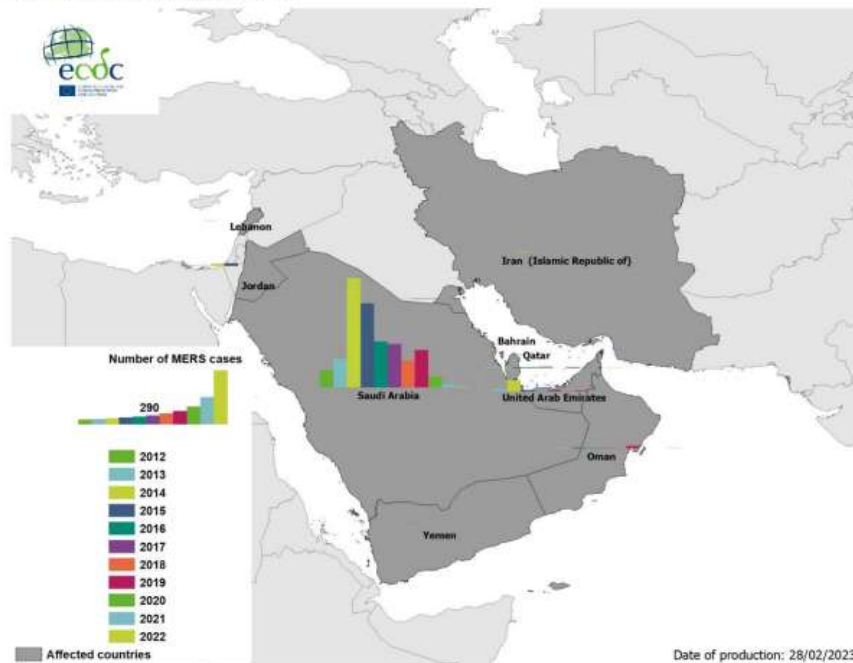 ecdc
Lebanon
Iran (Islamic Republic of)
Jordan
Bahrain
Qatar
Saudi Arabia
United Arab Emirates
Oman
Yemen
Number of MERS cases
290
2012
2013
2014
2015
2016
2017
2018
2019
2020
2021
2022
Affected countries
Date of production: 28/02/2023